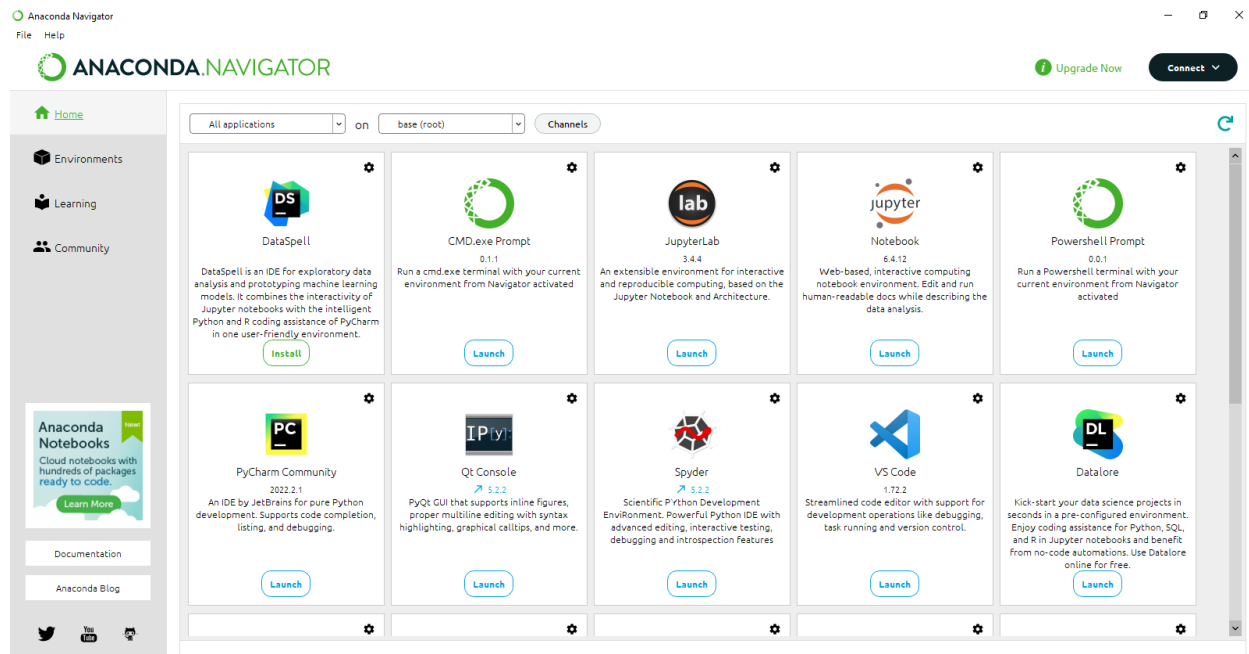 Anaconda Navigator
File Help
ANACONDA.NAVIGATOR
i Upgrade Now
Connect
Home
Environments
Learning
Community
All applications on base (root) Channels
DS
DataSpell
DataSpell is an IDE for exploratory data
analysis and prototyping machine learning
models. It combines the interactivity of
Jupyter notebooks with the intelligent
Python and R coding assistance of PyCharm
in one user-friendly environment.
Install
CMD.exe Prompt
0.1.1
Run a cmd.exe terminal with your current
environment from Navigator activated
Launch
lab
JupyterLab
3.4.4
An extensible environment for interactive
and reproducible computing, based on the
Jupyter Notebook and Architecture.
Launch
jupyter
Notebook
6.4.12
Web-based, interactive computing
notebook environment. Edit and run
human-readable docs while describing the
data analysis.
Launch
Powershell Prompt
0.0.1
Run a Powershell terminal with your
current environment from Navigator
activated
Launch
PC
PyCharm Community
2022.2.1
An IDE by JetBrains for pure Python
development. Supports code completion,
listing, and debugging.
Launch
IP[y]:
Qt Console
5.2.2
PyQt GUI that supports inline figures,
proper multiline editing with syntax
highlighting, graphical calltips, and more.
Launch
Spyder
5.2.2
Scientific PYthon Development
EnviRonment. Powerful Python IDE with
advanced editing, interactive testing,
debugging and introspection features
Launch
VS Code
1.72.2
Streamlined code editor with support for
development operations like debugging,
task running and version control.
Launch
DL
Datalore
Kick-start your data science projects in
seconds in a pre-configured environment.
Enjoy coding assistance for Python, SQL,
and R in Jupyter notebooks and benefit
from no-code automations. Use Datalore
online for free.
Launch
New!
Anaconda
Notebooks
Cloud notebooks with
hundreds of packages
ready to code.
Learn More
Documentation
Anaconda Blog
You
Tube